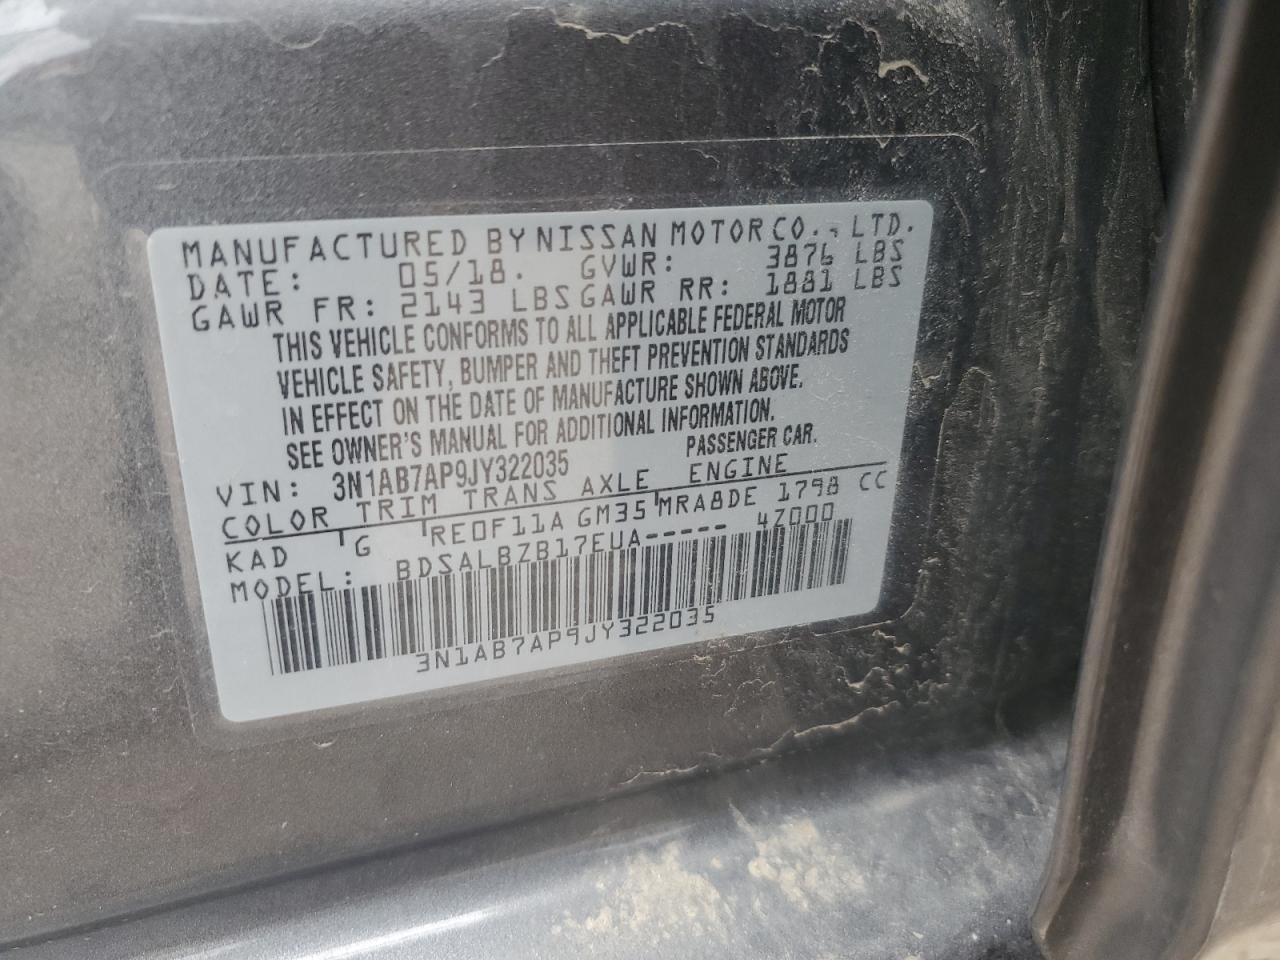 MANUFACTURED BY NISSAN MOTOR CO., LTD.
DATE: 05/18. GVWR: 3876 LBS
GAWR FR: 2143 LBS GAWR RR: 1881 LBS
THIS VEHICLE CONFORMS TO ALL APPLICABLE FEDERAL MOTOR
VEHICLE SAFETY, BUMPER AND THEFT PREVENTION STANDARDS
IN EFFECT ON THE DATE OF MANUFACTURE SHOWN ABOVE.
SEE OWNER'S MANUAL FOR ADDITIONAL INFORMATION.
VIN: 3N1AB7AP9JY322035 PASSENGER CAR.
COLOR TRIM TRANS AXLE ENGINE
KAD G RE0F11A GM35 MRA8DE 1798 CC
MODEL: BDSALBZB17EUA----- 4Z000
3N1AB7AP9JY322035